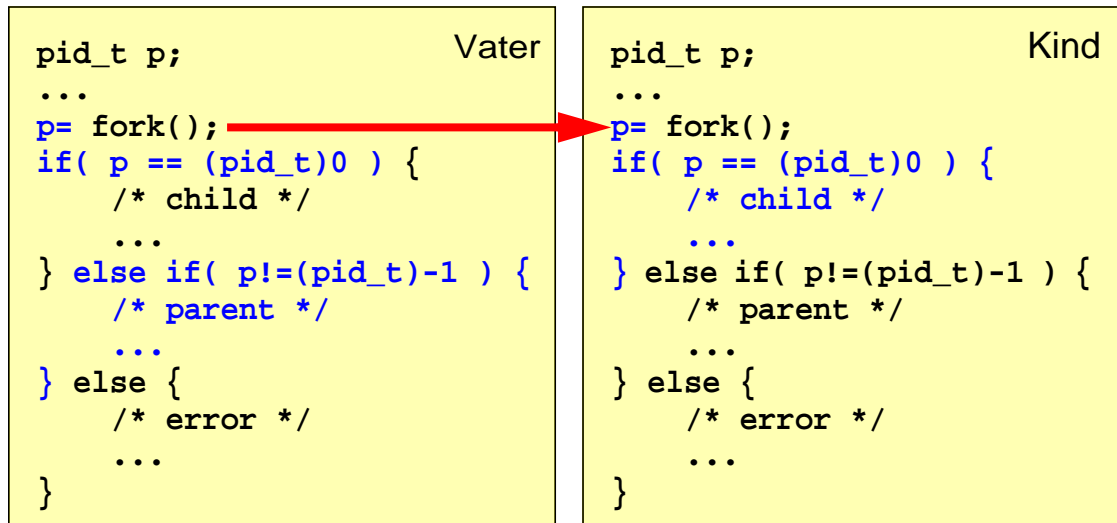 Vater
pid_t p;
...
p= fork();
if( p == (pid_t)0 ) {
    /* child */
    ...
} else if( p!=(pid_t)-1 ) {
    /* parent */
    ...
} else {
    /* error */
    ...
}
Kind
pid_t p;
...
p= fork();
if( p == (pid_t)0 ) {
    /* child */
    ...
} else if( p!=(pid_t)-1 ) {
    /* parent */
    ...
} else {
    /* error */
    ...
}